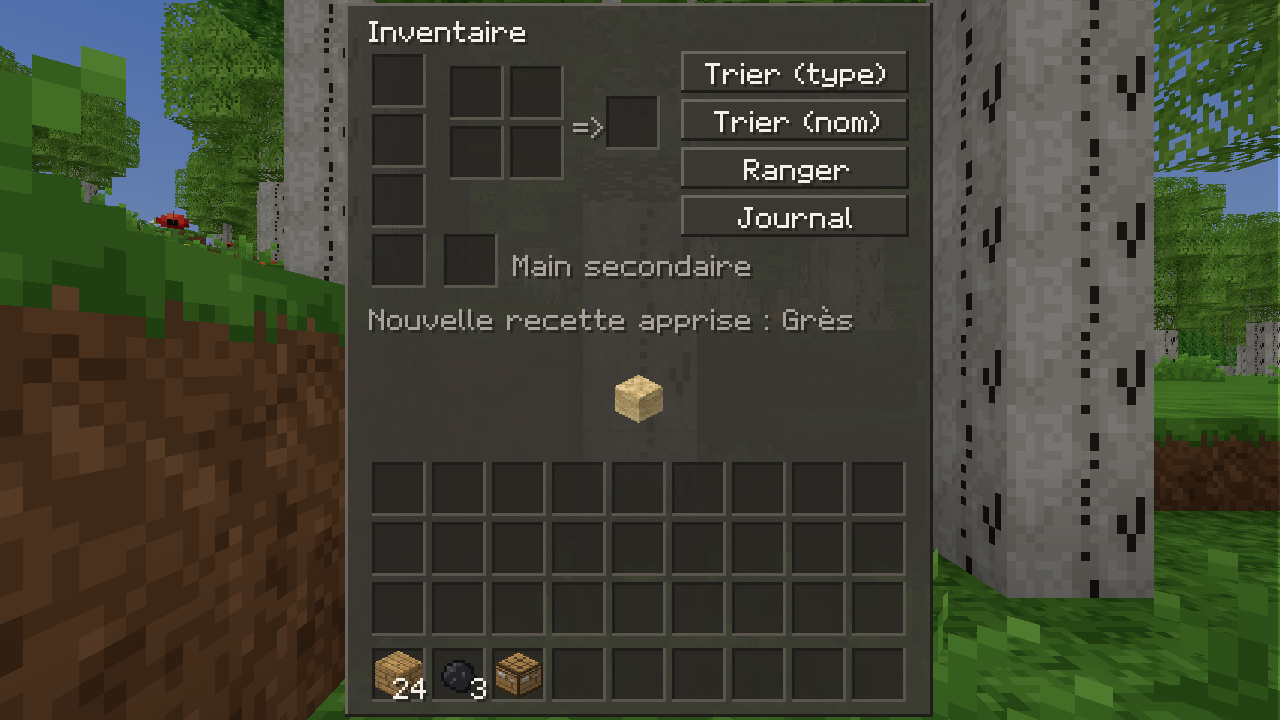 Inventaire
Trier (type)
Trier (nom)
=>
Ranger
Journal
Main secondaire
Nouvelle recette apprise : Grès
24
3